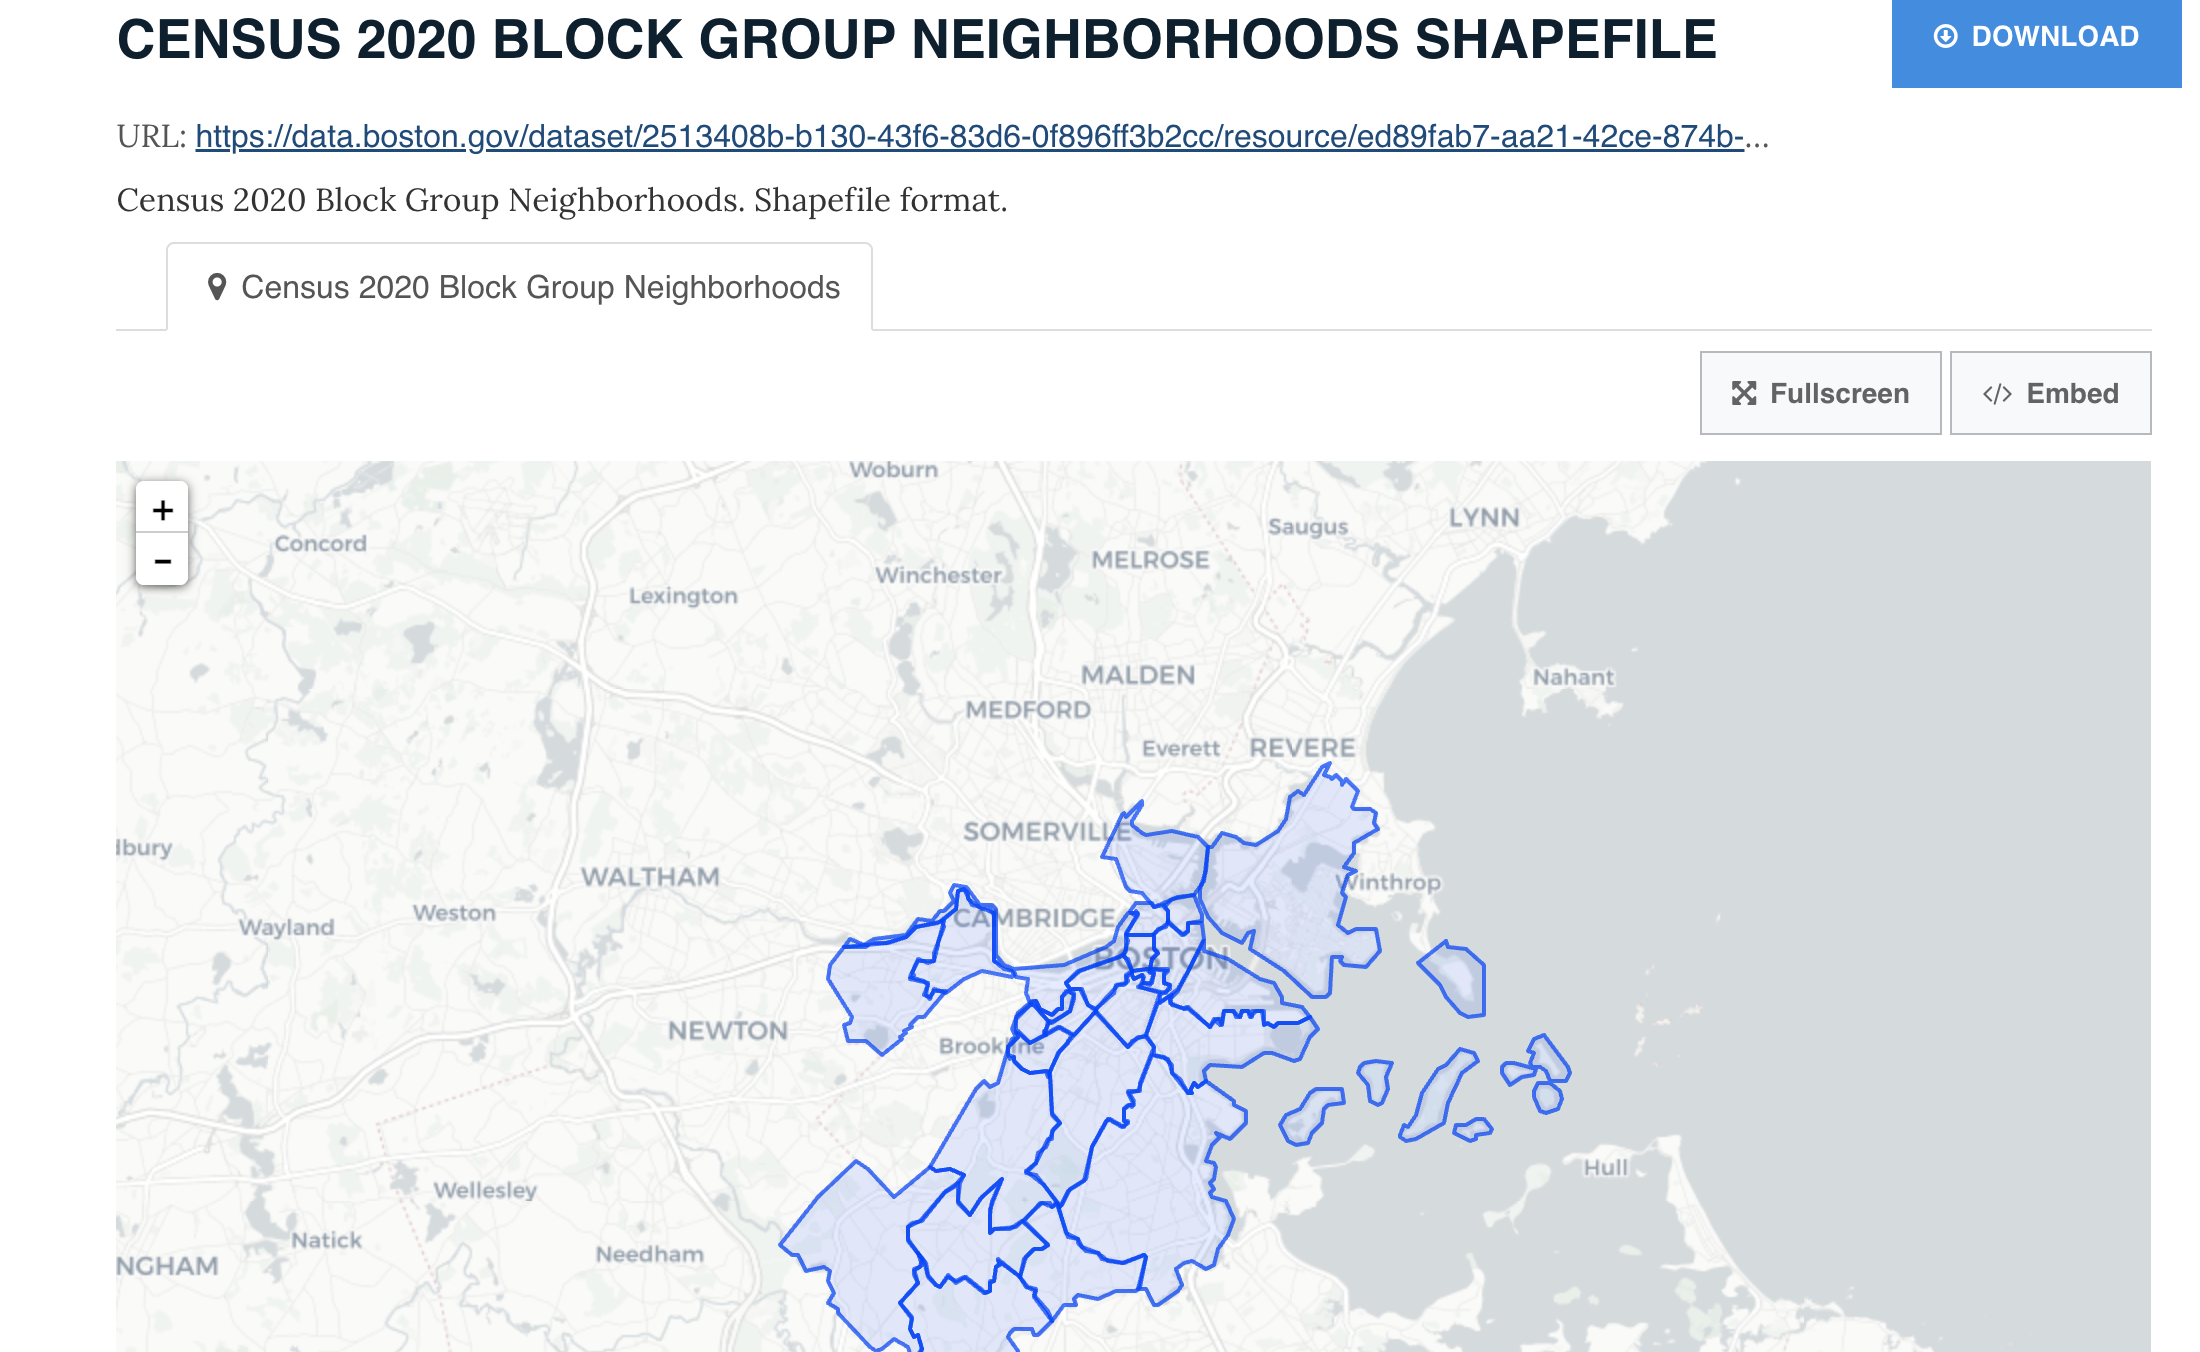 CENSUS 2020 BLOCK GROUP NEIGHBORHOODS SHAPEFILE
DOWNLOAD
URL: https://data.boston.gov/dataset/2513408b-b130-43f6-83d6-0f896ff3b2cc/resource/ed89fab7-aa21-42ce-874b-...
Census 2020 Block Group Neighborhoods. Shapefile format.
Census 2020 Block Group Neighborhoods
Fullscreen
</> Embed
+
-
Woburn
LYNN
Saugus
Concord
MELROSE
Winchester
Lexington
MALDEN
Nahant
MEDFORD
Everett
REVERE
SOMERVILLE
dbury
WALTHAM
Winthrop
Weston
CAMBRIDGE
Wayland
BOSTON
NEWTON
Brookline
Hull
Wellesley
Natick
Needham
NGHAM